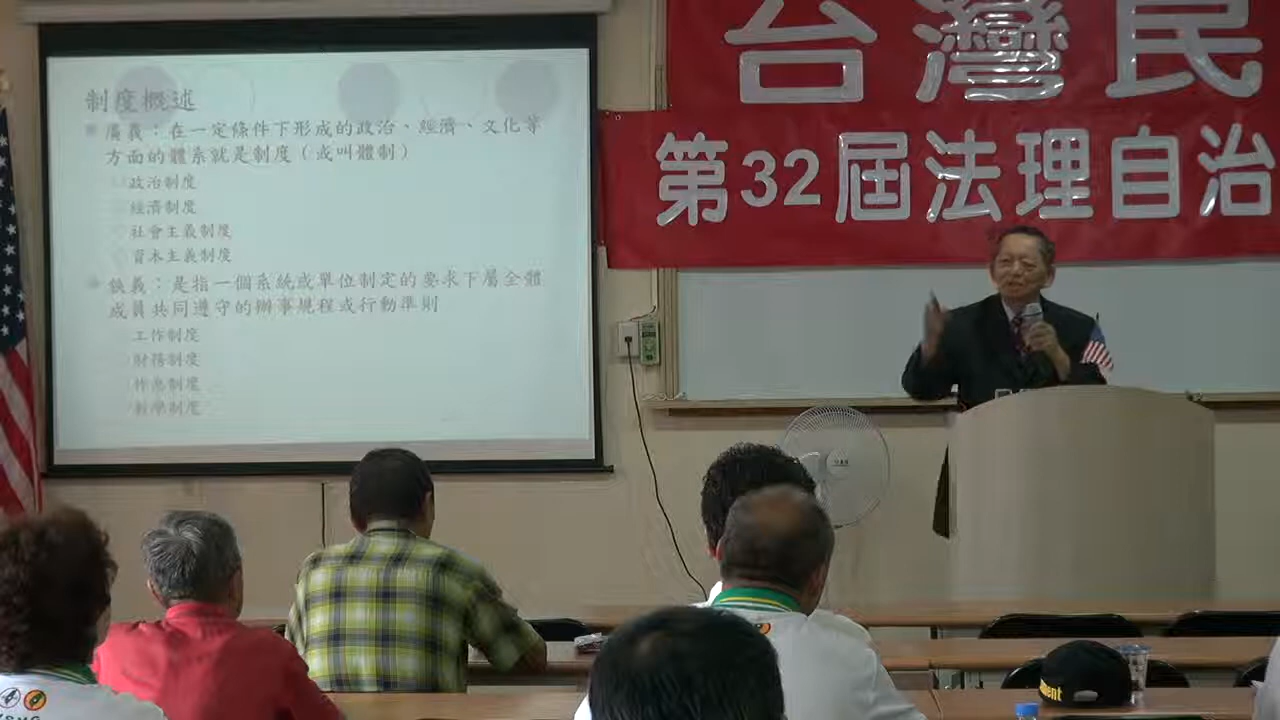 制度概述
廣義：在一定條件下形成的政治、經濟、文化等
方面的體系就是制度（或叫體制）
政治制度
經濟制度
社會主義制度
資本主義制度
狹義：是指一個系統或單位制定的要求下屬全體
成員共同遵守的辦事規程或行動準則
工作制度
財務制度
作息制度
教學制度
台灣民
第32屆法理自治